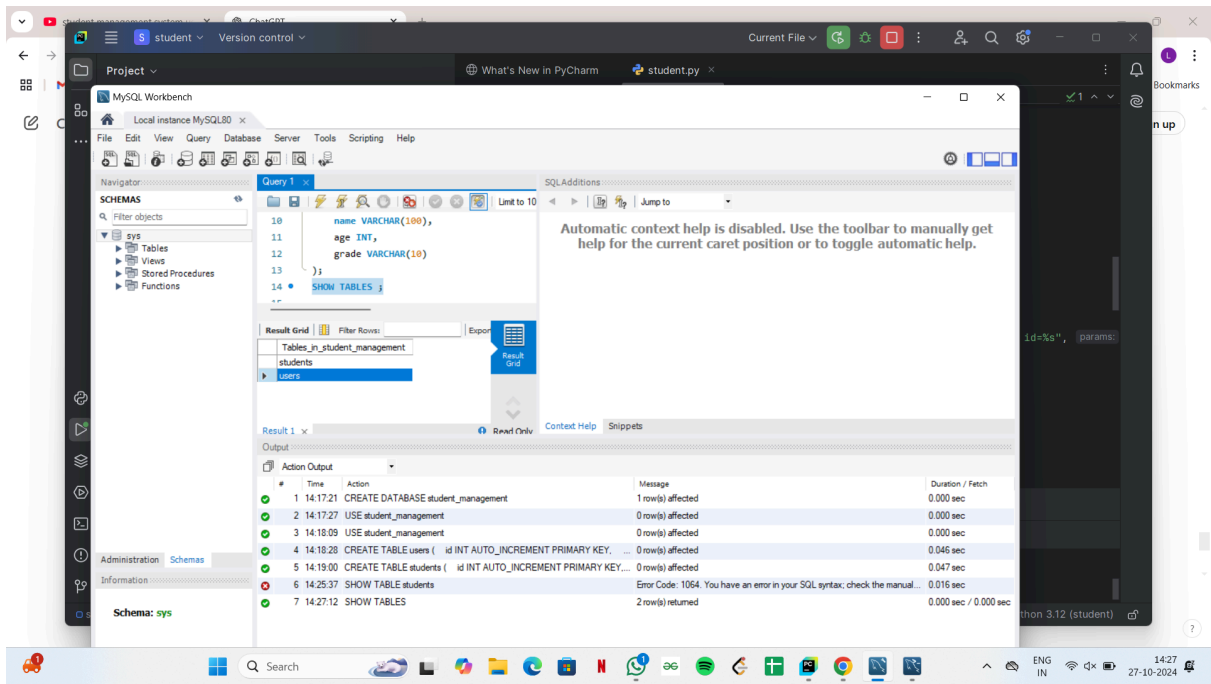 student management system
ChatGPT
S student
Version control
Current File
Project
What's New in PyCharm
student.py
1
L
Bookmarks
n up
MySQL Workbench
Local instance MySQL80
File Edit View Query Database Server Tools Scripting Help
Navigator
SCHEMAS
Filter objects
sys
Tables
Views
Stored Procedures
Functions
Administration Schemas
Information
Schema: sys
Query 1
Limit to 10
10 name VARCHAR(100),
11 age INT,
12 grade VARCHAR(10)
13 );
14 SHOW TABLES ;
Result Grid Filter Rows: Expor
Tables_in_student_management
students
users
Result
Grid
Result 1
Read Only
SQLAdditions
Jump to
Automatic context help is disabled. Use the toolbar to manually get
help for the current caret position or to toggle automatic help.
Context Help Snippets
Output
Action Output
# Time Action Message Duration / Fetch
1 14:17:21 CREATE DATABASE student_management 1 row(s) affected 0.000 sec
2 14:17:27 USE student_management 0 row(s) affected 0.000 sec
3 14:18:09 USE student_management 0 row(s) affected 0.000 sec
4 14:18:28 CREATE TABLE users ( id INT AUTO_INCREMENT PRIMARY KEY, ... 0 row(s) affected 0.046 sec
5 14:19:00 CREATE TABLE students ( id INT AUTO_INCREMENT PRIMARY KEY,... 0 row(s) affected 0.047 sec
6 14:25:37 SHOW TABLE students Error Code: 1064. You have an error in your SQL syntax; check the manual... 0.016 sec
7 14:27:12 SHOW TABLES 2 row(s) returned 0.000 sec / 0.000 sec
id=%s", params:
thon 3.12 (student)
?
Search
ENG
IN
14:27
27-10-2024